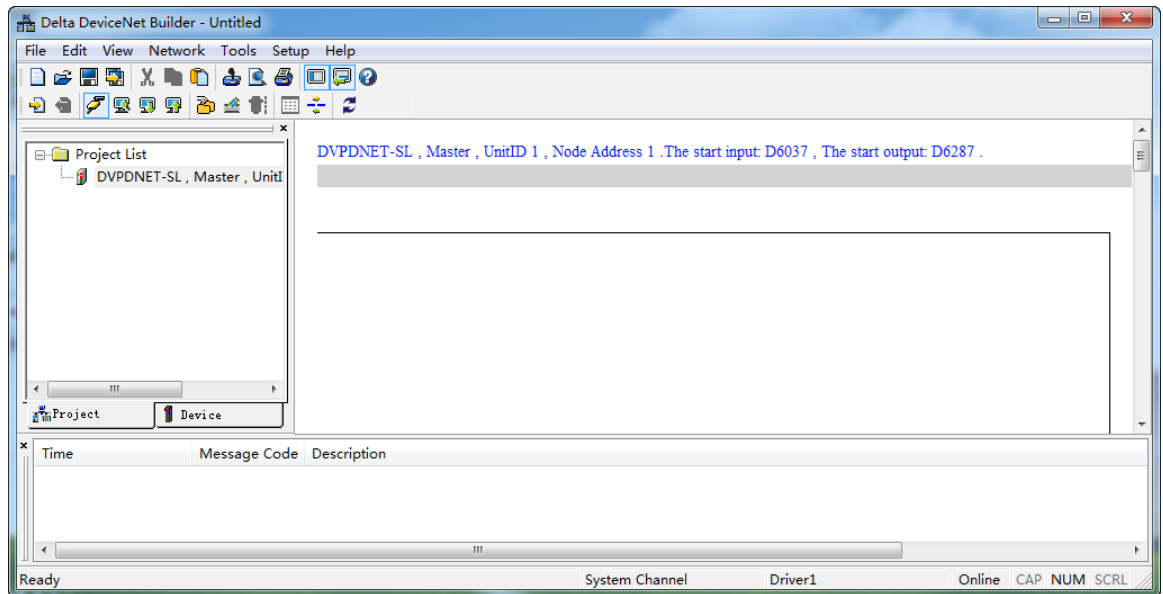 Delta DeviceNet Builder - Untitled
File Edit View Network Tools Setup Help
Project List
DVPDNET-SL , Master , UnitI
Project Device
DVPDNET-SL , Master , UnitID 1 , Node Address 1 .The start input: D6037 , The start output: D6287 .
Time Message Code Description
Ready System Channel Driver1 Online CAP NUM SCRL